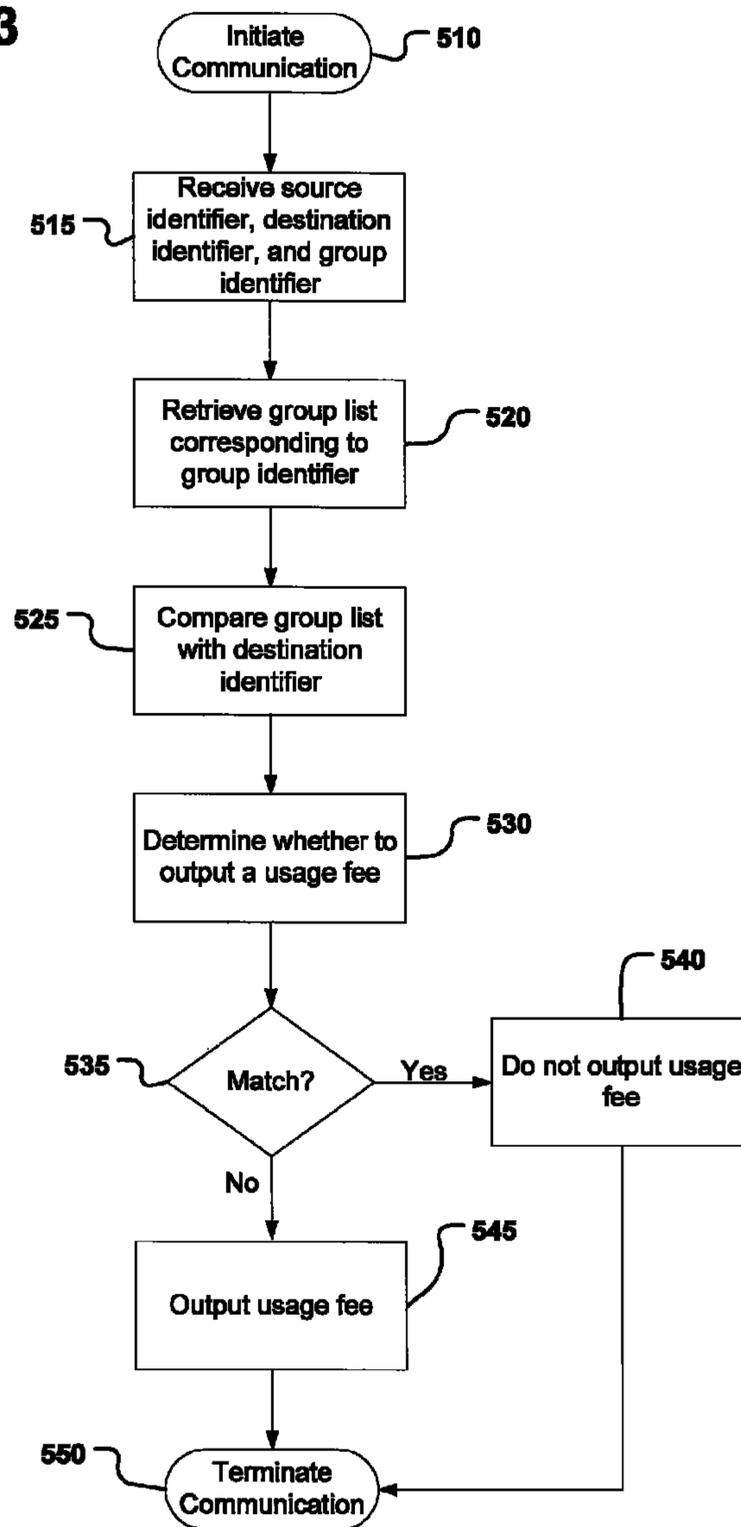 3
Initiate
Communication
510
Receive source
identifier, destination
identifier, and group
identifier
515
Retrieve group list
corresponding to
group identifier
520
525
Compare group list
with destination
identifier
Determine whether to
output a usage fee
530
540
535
Match?
Yes
Do not output usage
fee
No
545
Output usage fee
550
Terminate
Communication